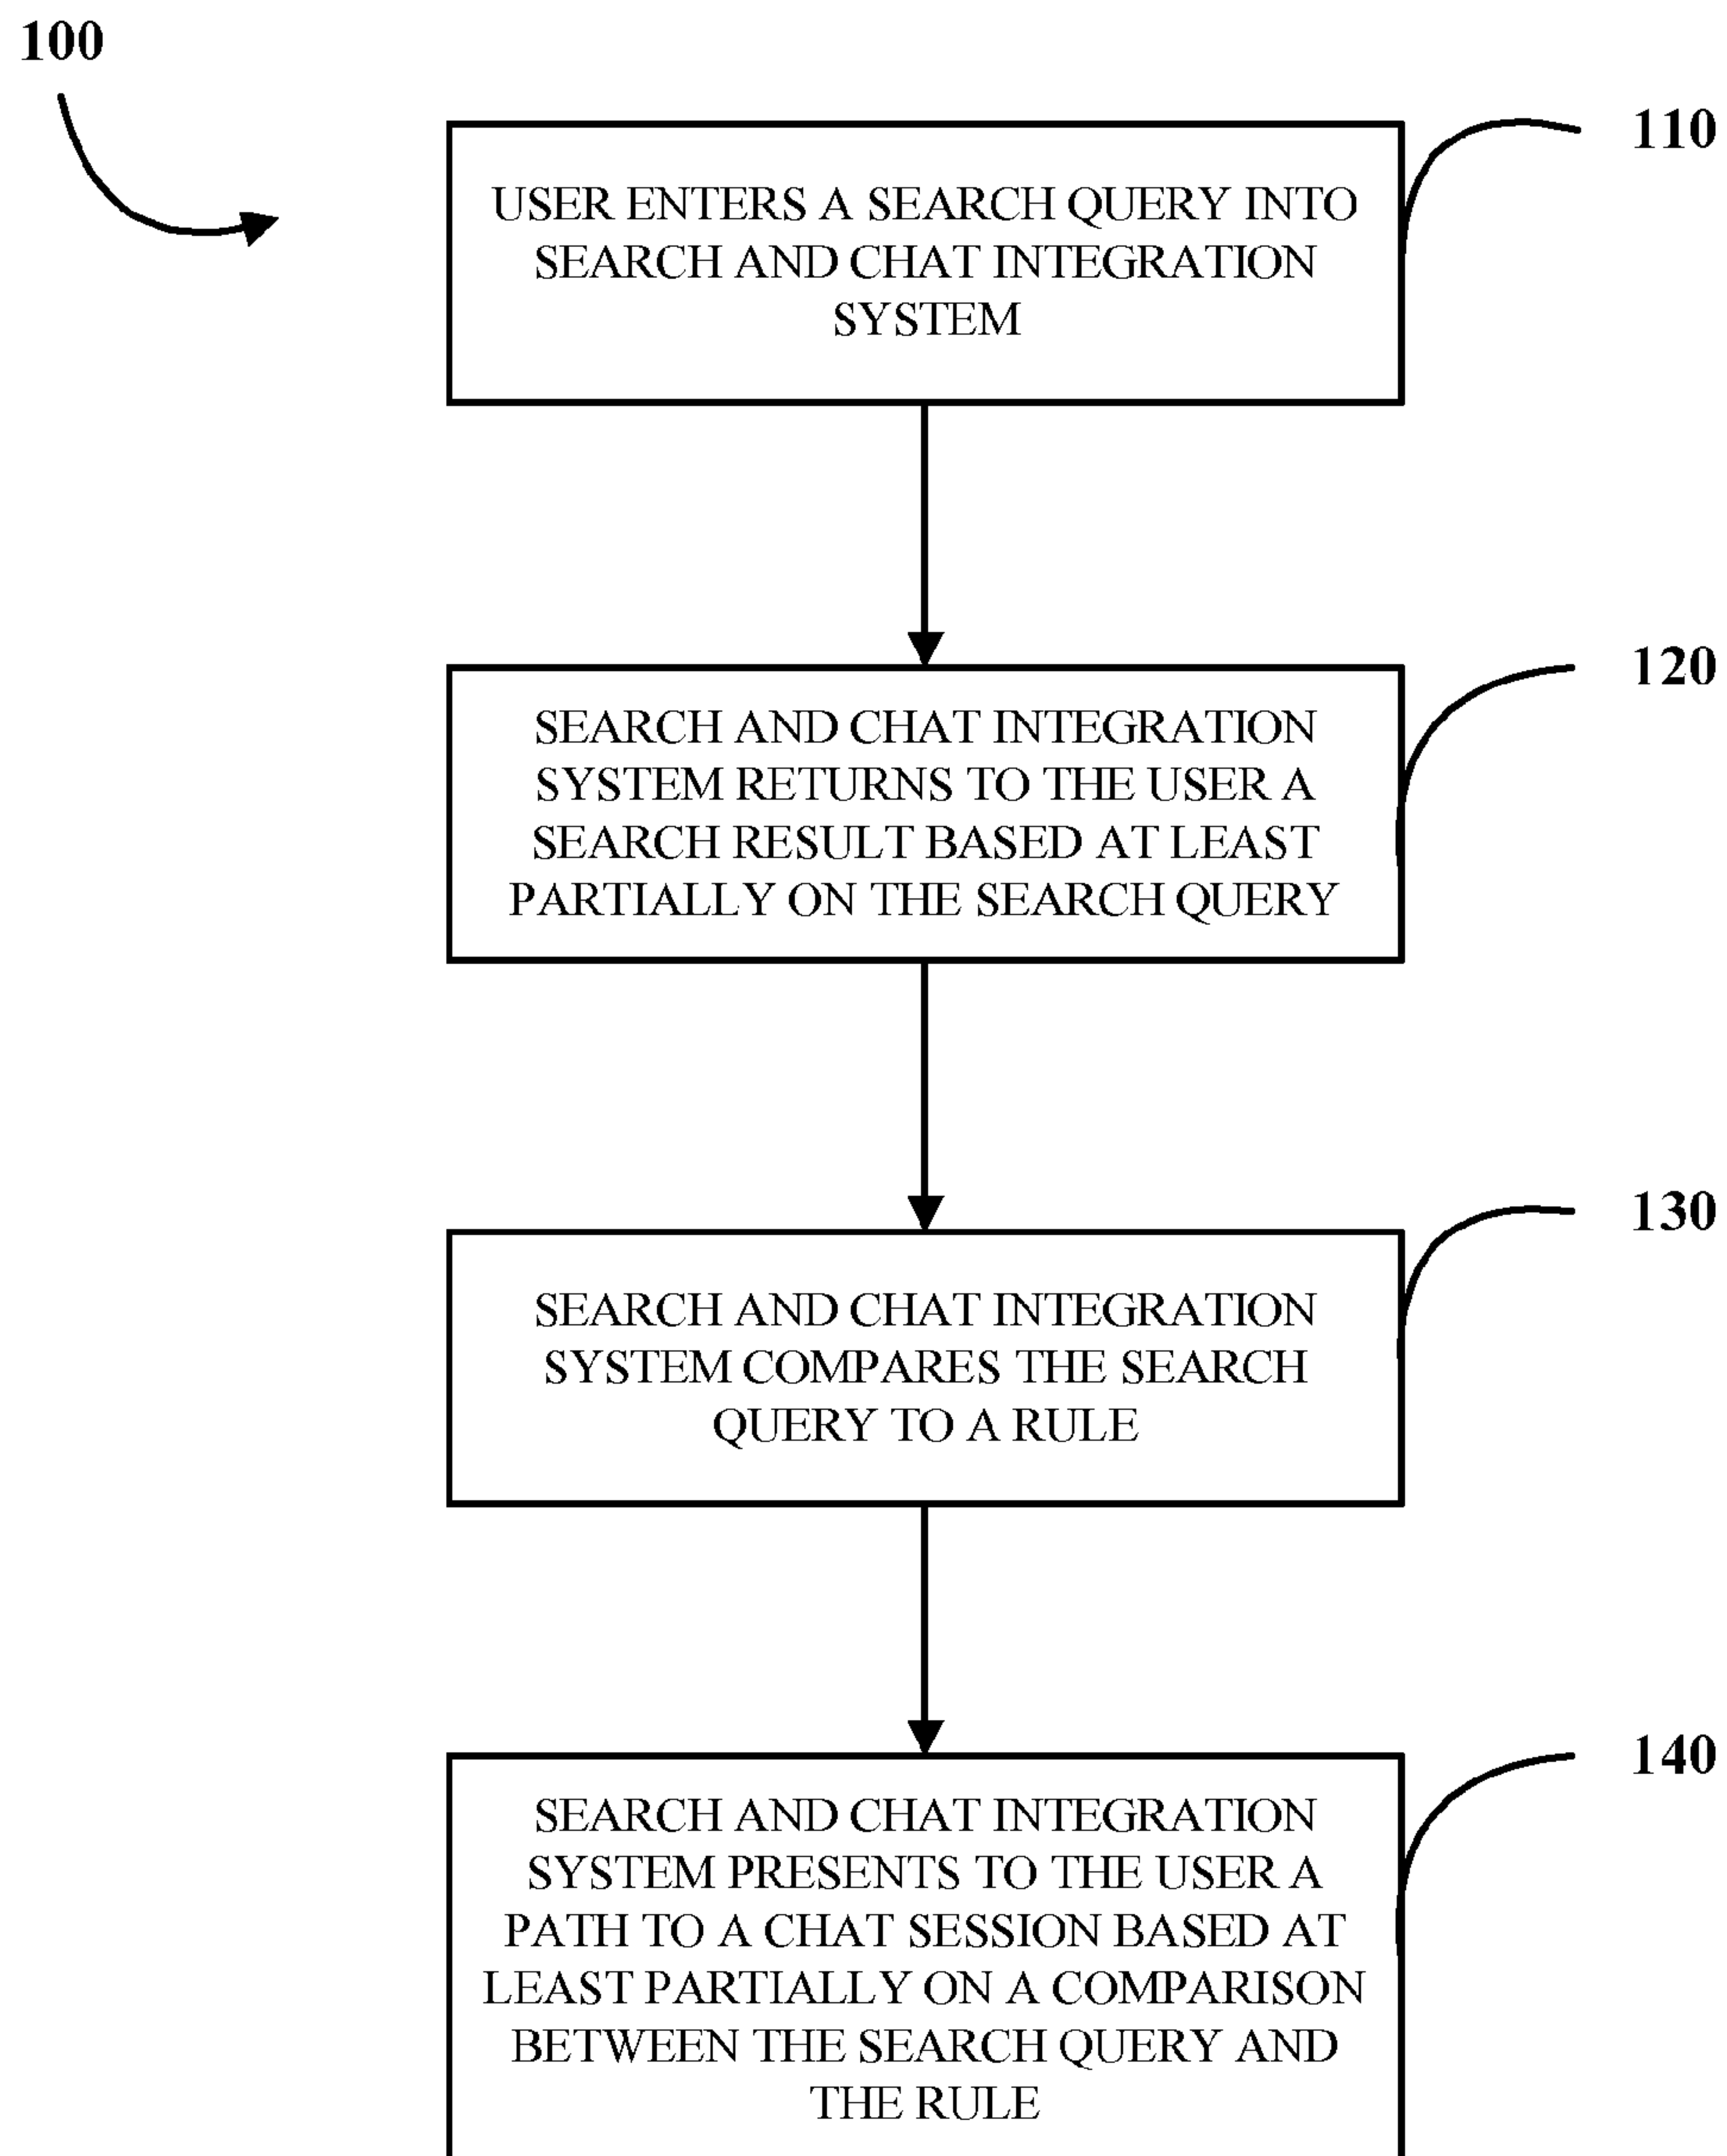 100
110
USER ENTERS A SEARCH QUERY INTO
SEARCH AND CHAT INTEGRATION
SYSTEM
120
SEARCH AND CHAT INTEGRATION
SYSTEM RETURNS TO THE USER A
SEARCH RESULT BASED AT LEAST
PARTIALLY ON THE SEARCH QUERY
130
SEARCH AND CHAT INTEGRATION
SYSTEM COMPARES THE SEARCH
QUERY TO A RULE
140
SEARCH AND CHAT INTEGRATION
SYSTEM PRESENTS TO THE USER A
PATH TO A CHAT SESSION BASED AT
LEAST PARTIALLY ON A COMPARISON
BETWEEN THE SEARCH QUERY AND
THE RULE